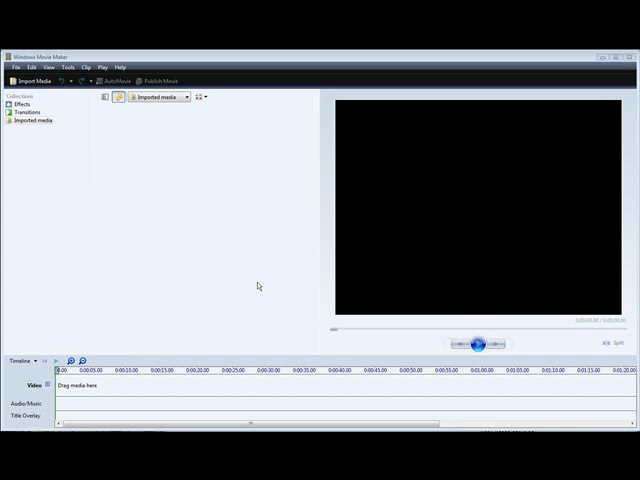 Windows Movie Maker
File Edit View Tools Clip Play Help
Import Media AutoMovie Publish Movie
Collections
Effects
Transitions
Imported media
Imported media
0:00:00.00 / 0:00:00.00
Split
Timeline
0.00 0:00:05.00 0:00:10.00 0:00:15.00 0:00:20.00 0:00:25.00 0:00:30.00 0:00:35.00 0:00:40.00 0:00:45.00 0:00:50.00 0:00:55.00 0:01:00.00 0:01:05.00 0:01:10.00 0:01:15.00 0:01:20.00
Video Drag media here
Audio/Music
Title Overlay